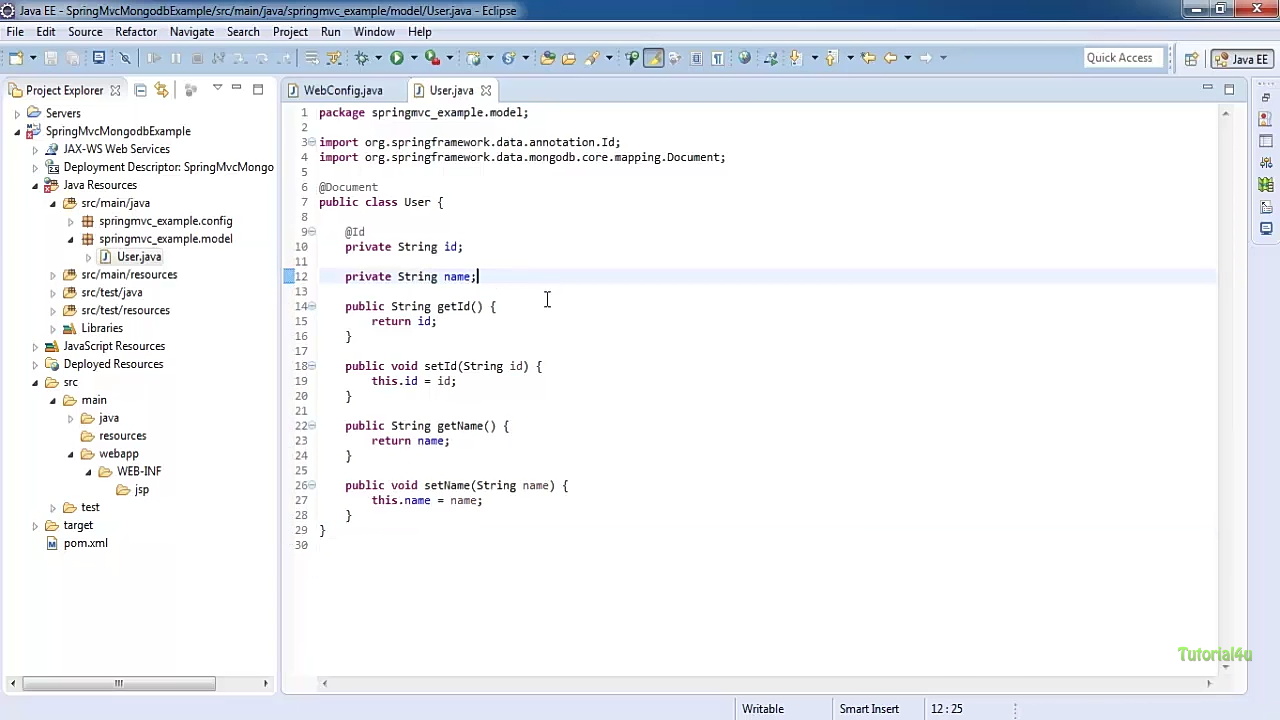 Java EE - SpringMvcMongodbExample/src/main/java/springmvc_example/model/User.java - Eclipse
File Edit Source Refactor Navigate Search Project Run Window Help
Quick Access
Java EE
Project Explorer
Servers
SpringMvcMongodbExample
JAX-WS Web Services
Deployment Descriptor: SpringMvcMongo
Java Resources
src/main/java
springmvc_example.config
springmvc_example.model
User.java
src/main/resources
src/test/java
src/test/resources
Libraries
JavaScript Resources
Deployed Resources
src
main
java
resources
webapp
WEB-INF
jsp
test
target
pom.xml
WebConfig.java User.java
1 package springmvc_example.model;
2
3 import org.springframework.data.annotation.Id;
4 import org.springframework.data.mongodb.core.mapping.Document;
5
6 @Document
7 public class User {
8
9 @Id
10 private String id;
11
12 private String name;
13
14 public String getId() {
15 return id;
16 }
17
18 public void setId(String id) {
19 this.id = id;
20 }
21
22 public String getName() {
23 return name;
24 }
25
26 public void setName(String name) {
27 this.name = name;
28 }
29 }
30
Tutorial4u
Writable Smart Insert 12 : 25